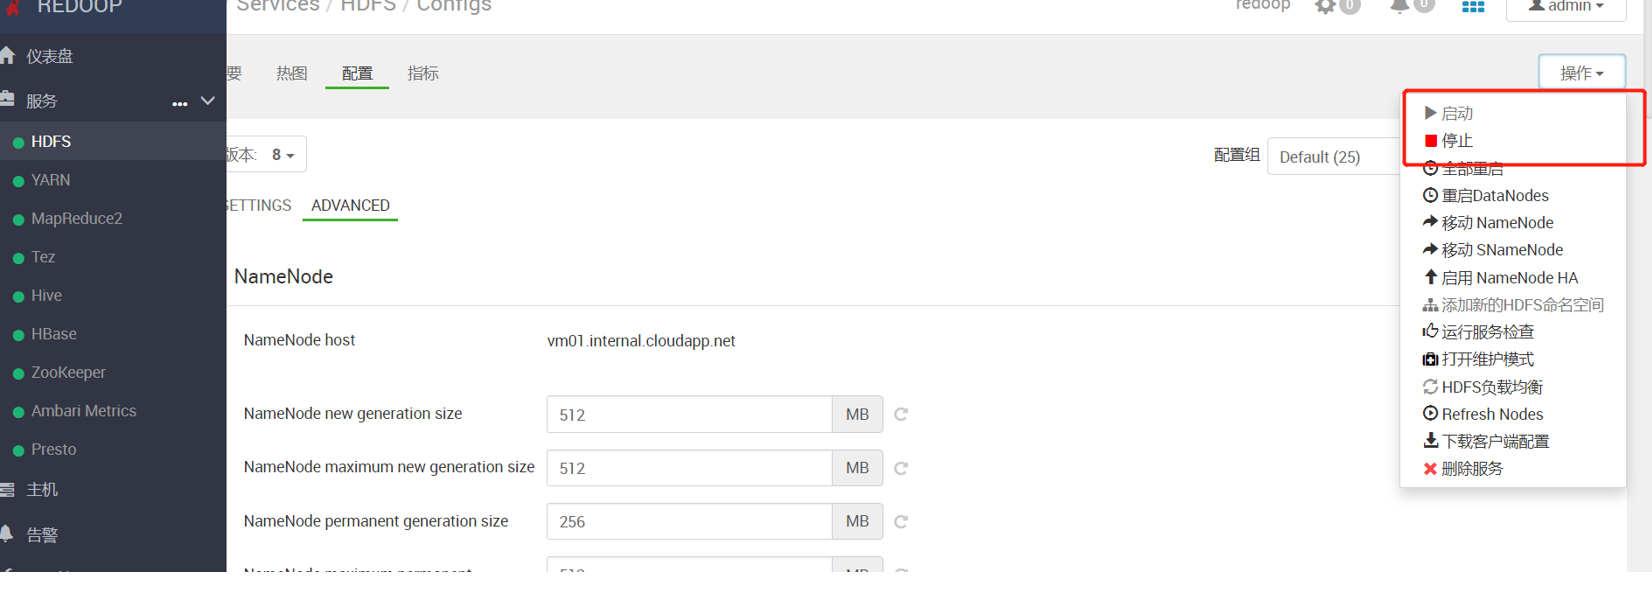 REDOOP
Services / HDFS / Configs
redoop
0
0
admin
仪表盘
服务
...
HDFS
YARN
MapReduce2
Tez
Hive
HBase
ZooKeeper
Ambari Metrics
Presto
主机
告警
要
热图
配置
指标
操作
版本: 8
配置组
Default (25)
SETTINGS
ADVANCED
NameNode
NameNode host
vm01.internal.cloudapp.net
NameNode new generation size
512
MB
NameNode maximum new generation size
512
MB
NameNode permanent generation size
256
MB
NameNode maximum permanent
512
MB
启动
停止
全部重启
重启DataNodes
移动 NameNode
移动 SNameNode
启用 NameNode HA
添加新的HDFS命名空间
运行服务检查
打开维护模式
HDFS负载均衡
Refresh Nodes
下载客户端配置
删除服务